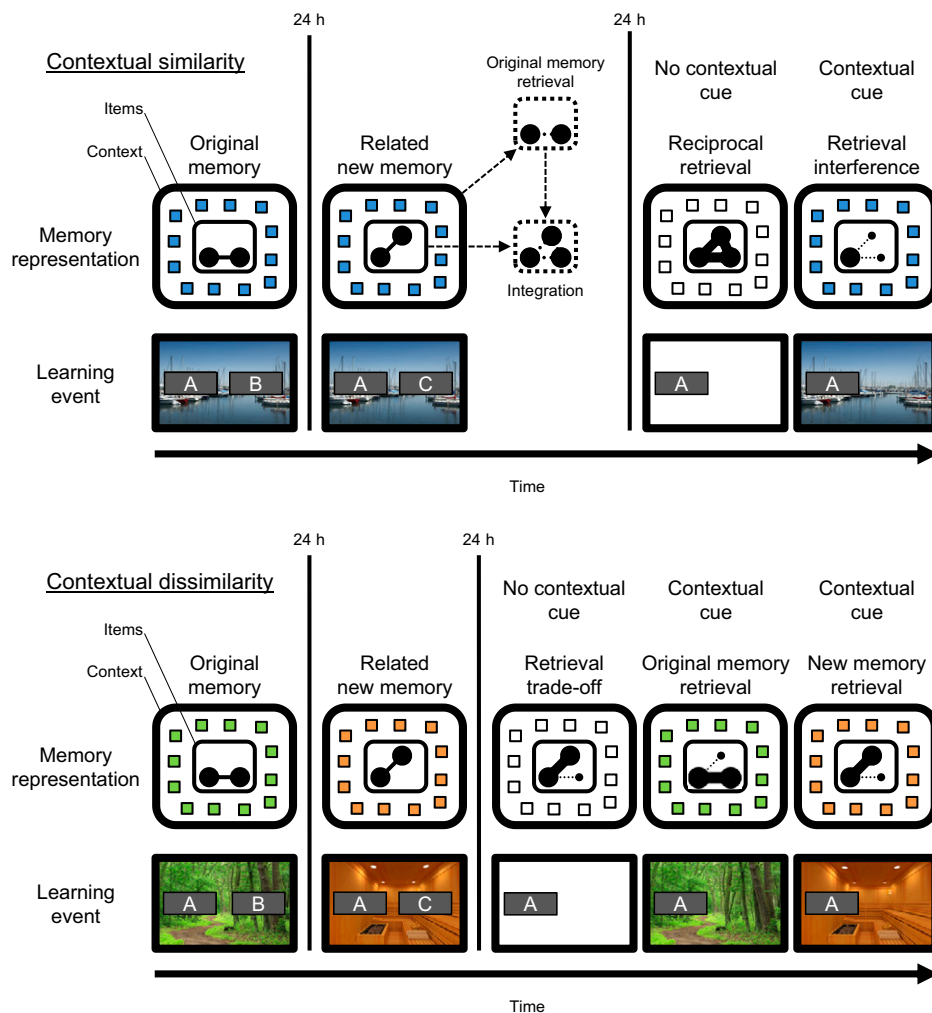 24 h
24 h
Contextual similarity
Original memory
retrieval
No contextual
cue
Contextual
cue
Items
Context
Original
memory
Related
new memory
Reciprocal
retrieval
Retrieval
interference
Memory
representation
Integration
Learning
event
A B
A C
A
A
Time
24 h
24 h
Contextual dissimilarity
No contextual
cue
Contextual
cue
Contextual
cue
Items
Context
Original
memory
Related
new memory
Retrieval
trade-off
Original memory
retrieval
New memory
retrieval
Memory
representation
Learning
event
A B
A C
A
A
A
Time